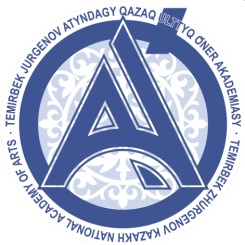 TEMIRBEK JURGENOV ATYNDAGY QAZAQ ULTTYQ ÓNER AKADEMIASY
TEMIRBEK ZHURGENOV KAZAKH NATIONAL ACADEMY OF ARTS